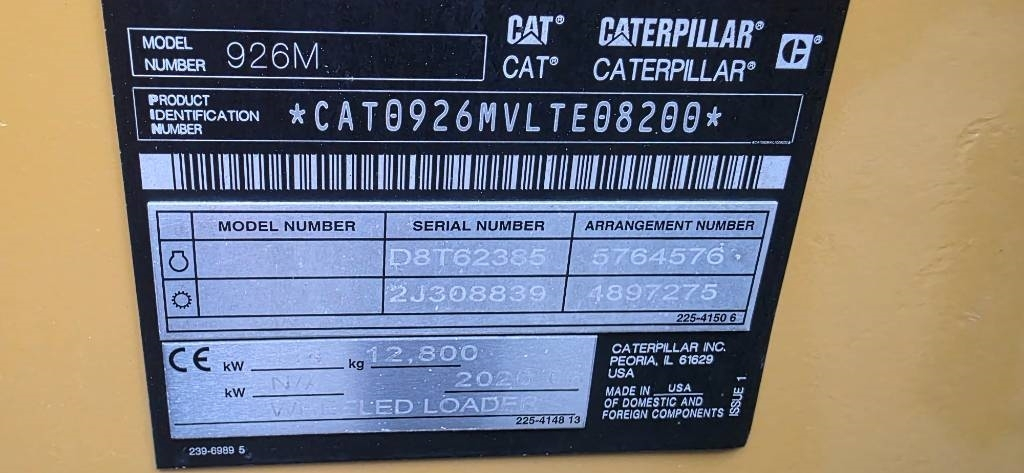 MODEL NUMBER 926M
CAT® CATERPILLAR®
CAT® CATERPILLAR®
PRODUCT
IDENTIFICATION *CAT0926MVLTE08200*
NUMBER
MODEL NUMBER SERIAL NUMBER ARRANGEMENT NUMBER
D8T62385 5764576
2J308839 4897275
225-4150 6
CE kW kg 12,800
kW N/A
WHEELED LOADER
225-4148 13
CATERPILLAR INC.
PEORIA, IL 61629
USA
MADE IN USA
OF DOMESTIC AND
FOREIGN COMPONENTS
ISSUE 1
239-6989 5